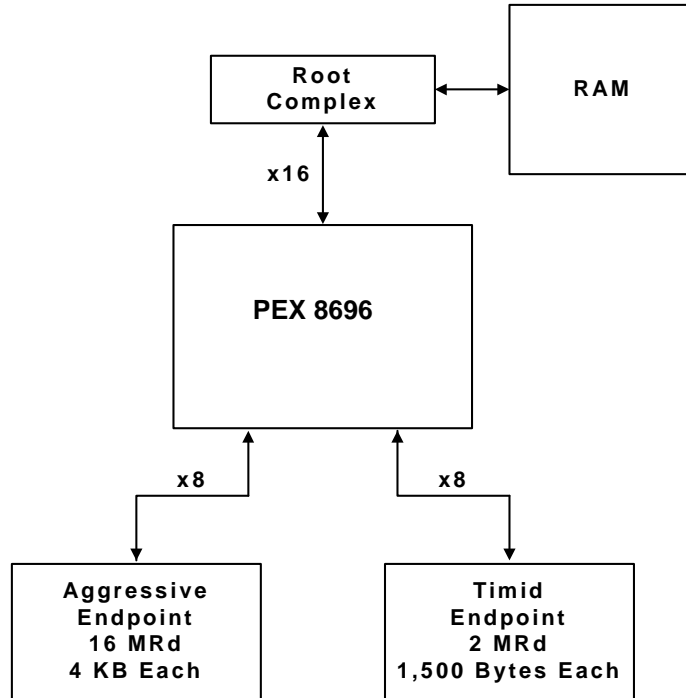 Root
Complex
RAM
x16
PEX 8696
x8
x8
Aggressive
Endpoint
16 MRd
4 KB Each
Timid
Endpoint
2 MRd
1,500 Bytes Each